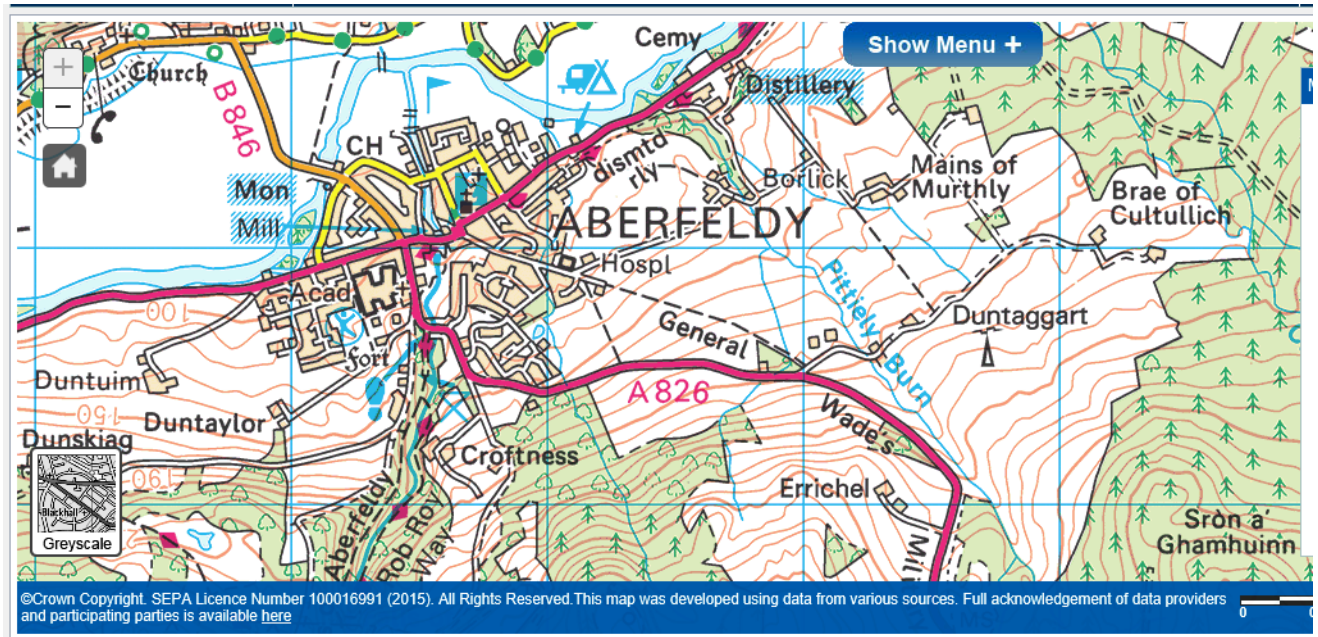 Show Menu +
Cemy
Church
Distillery
B 846
CH
dismtd
rly
Borlick
Mains of
Murthly
Brae of
Cultullich
Mon
Mill
ABERFELDY
Hospl
Acad
100
Pittiely Burn
Duntaggart
General
fort
Duntuim
A 826
150
Duntaylor
Wade's
Dunskiag
Croftness
190
Errichel
Blackhall
Greyscale
Aberfeldy
Rob Roy
Way
Mili
Sròn a'
Ghamhuinn
©Crown Copyright. SEPA Licence Number 100016991 (2015). All Rights Reserved.This map was developed using data from various sources. Full acknowledgement of data providers
and participating parties is available here
0